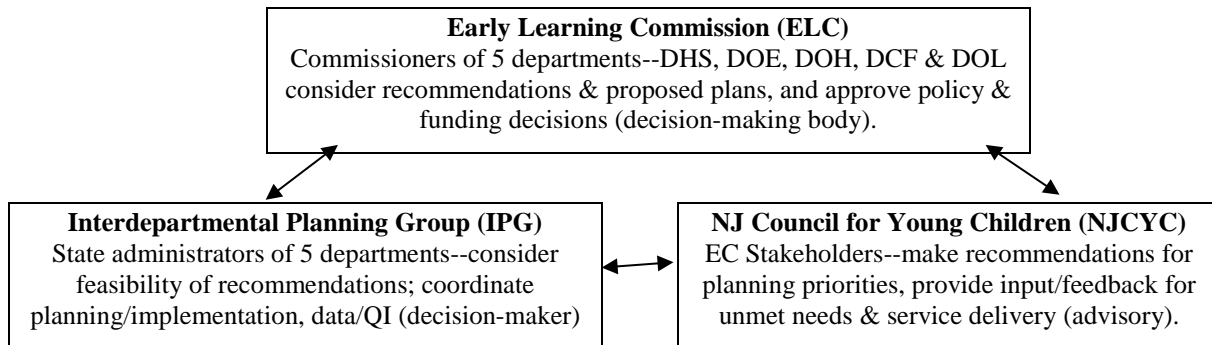 Early Learning Commission (ELC)
Commissioners of 5 departments--DHS, DOE, DOH, DCF & DOL
consider recommendations & proposed plans, and approve policy &
funding decisions (decision-making body).
Interdepartmental Planning Group (IPG)
State administrators of 5 departments--consider
feasibility of recommendations; coordinate
planning/implementation, data/QI (decision-maker)
NJ Council for Young Children (NJCYC)
EC Stakeholders--make recommendations for
planning priorities, provide input/feedback for
unmet needs & service delivery (advisory).